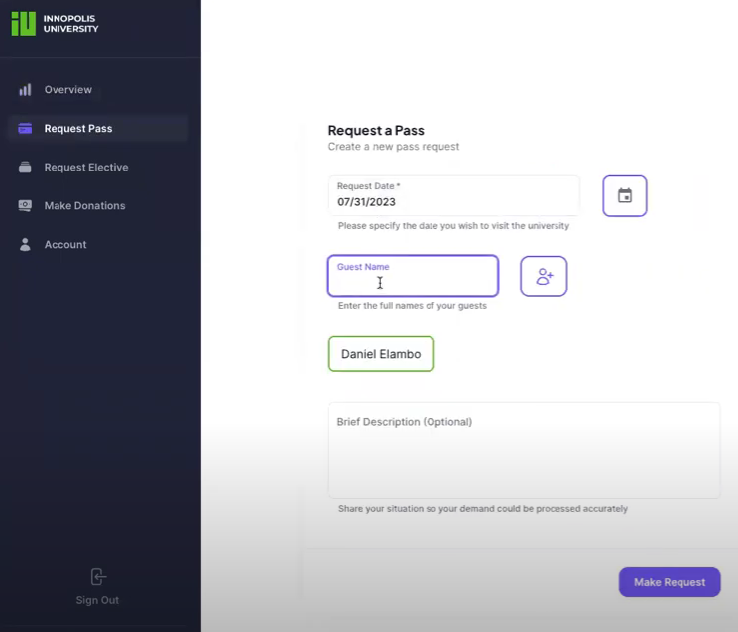 INNOPOLIS
UNIVERSITY
Overview
Request Pass
Request Elective
Make Donations
Account
Sign Out
Request a Pass
Create a new pass request
Request Date *
07/31/2023
Please specify the date you wish to visit the university
Guest Name
Enter the full names of your guests
Daniel Elambo
Brief Description (Optional)
Share your situation so your demand could be processed accurately
Make Request